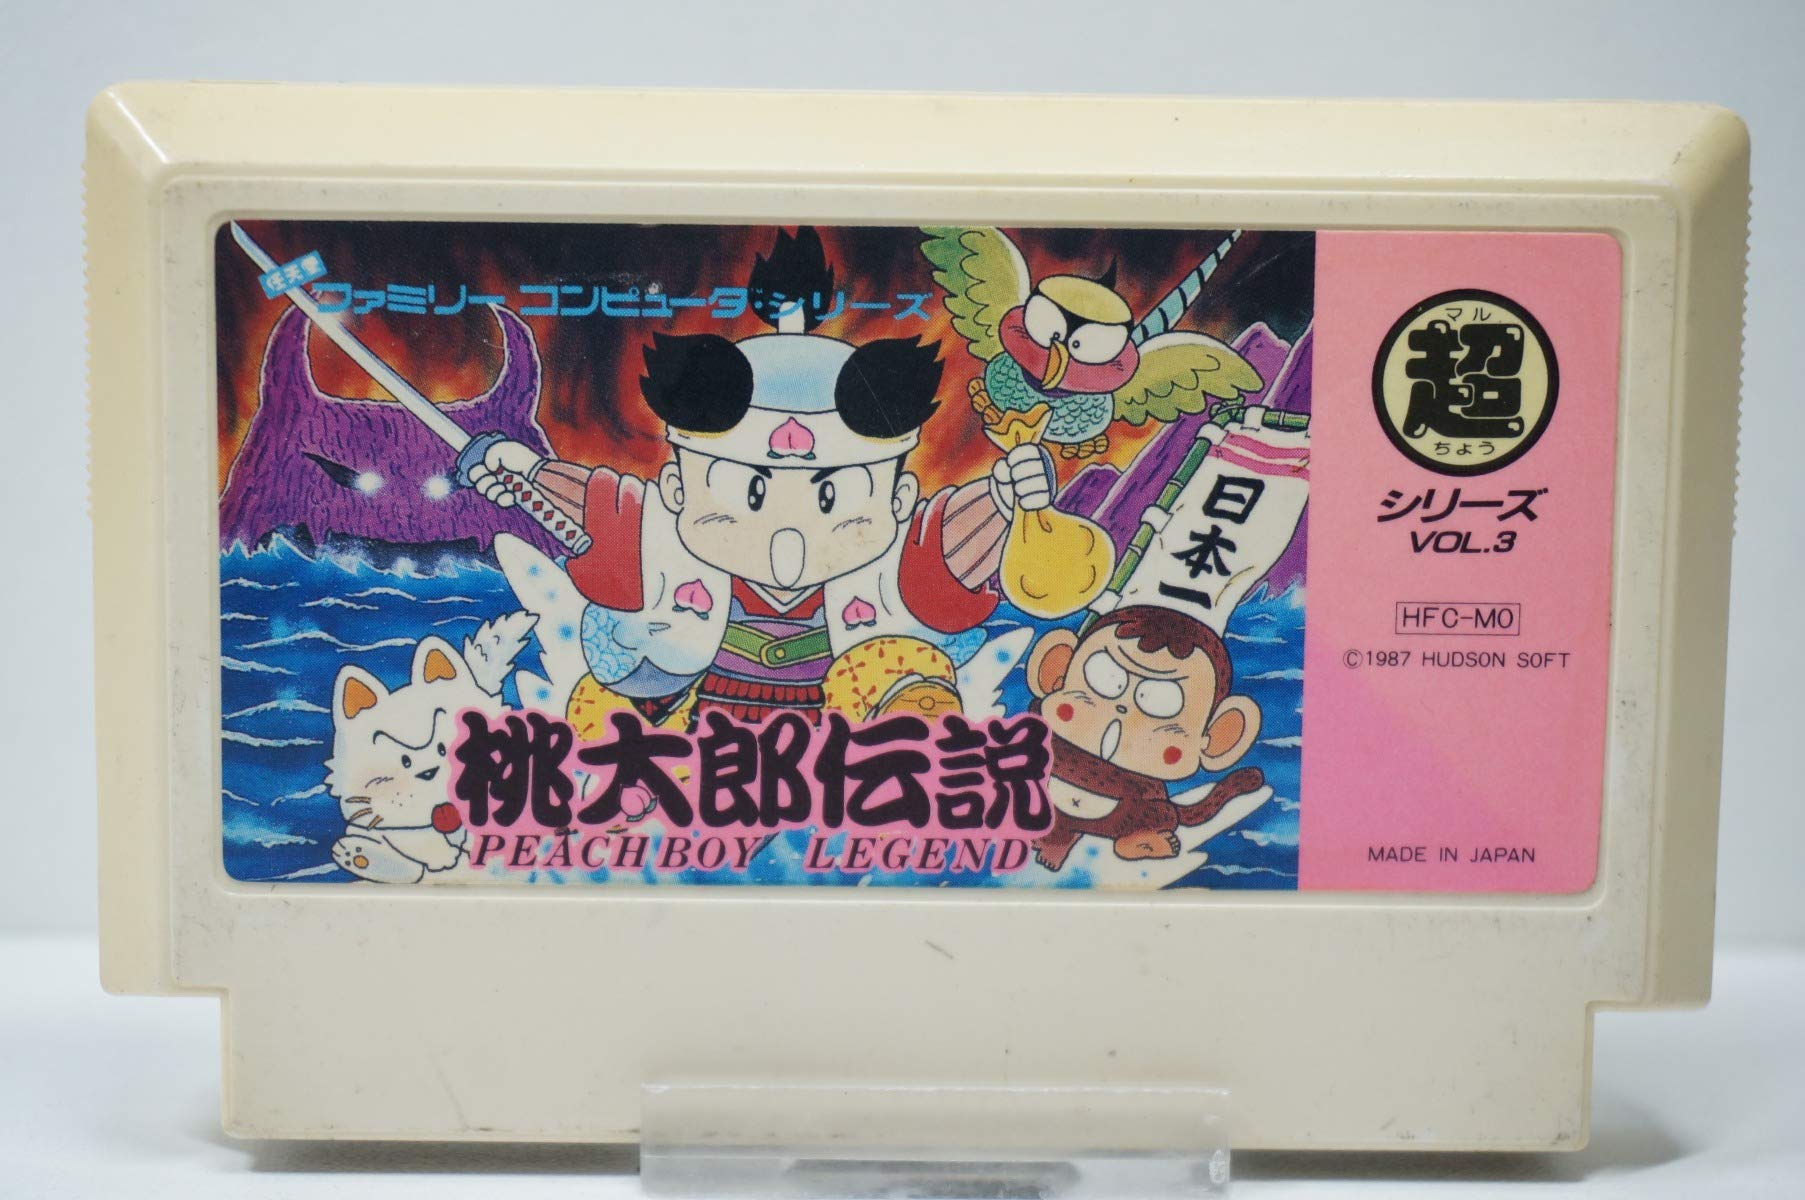 任天堂
ファミリーコンピュータ・シリーズ
日本一
桃太郎伝説
PEACHBOY LEGEND
マル
超
ちょう
シリーズ
VOL.3
HFC-MO
©1987 HUDSON SOFT
MADE IN JAPAN